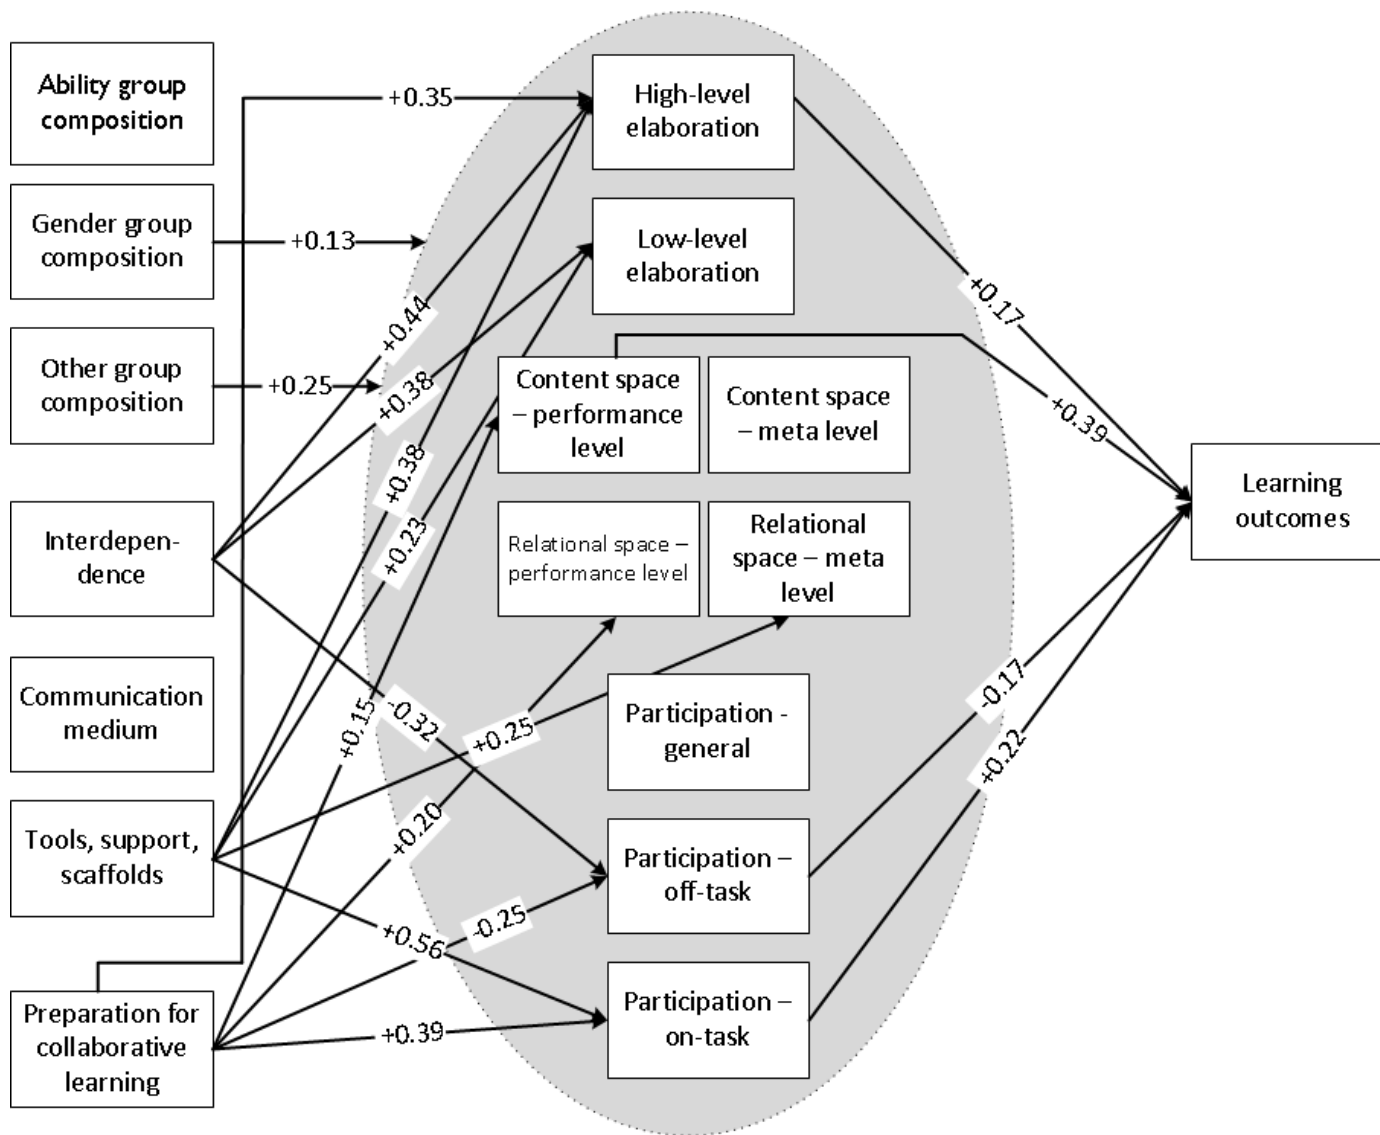 Ability group
composition
Gender group
composition
Other group
composition
Interdepen-
dence
Communication
medium
Tools, support,
scaffolds
Preparation for
collaborative
learning
+0.35
+0.13
+0.25
+0.44
+0.38
+0.38
+0.23
+0.15
-0.32
+0.25
+0.20
-0.25
+0.56
+0.39
High-level
elaboration
Low-level
elaboration
Content space
– performance
level
Content space
– meta level
Relational space –
performance level
Relational
space – meta
level
Participation -
general
Participation –
off-task
Participation –
on-task
+0.17
+0.39
-0.17
+0.22
Learning
outcomes